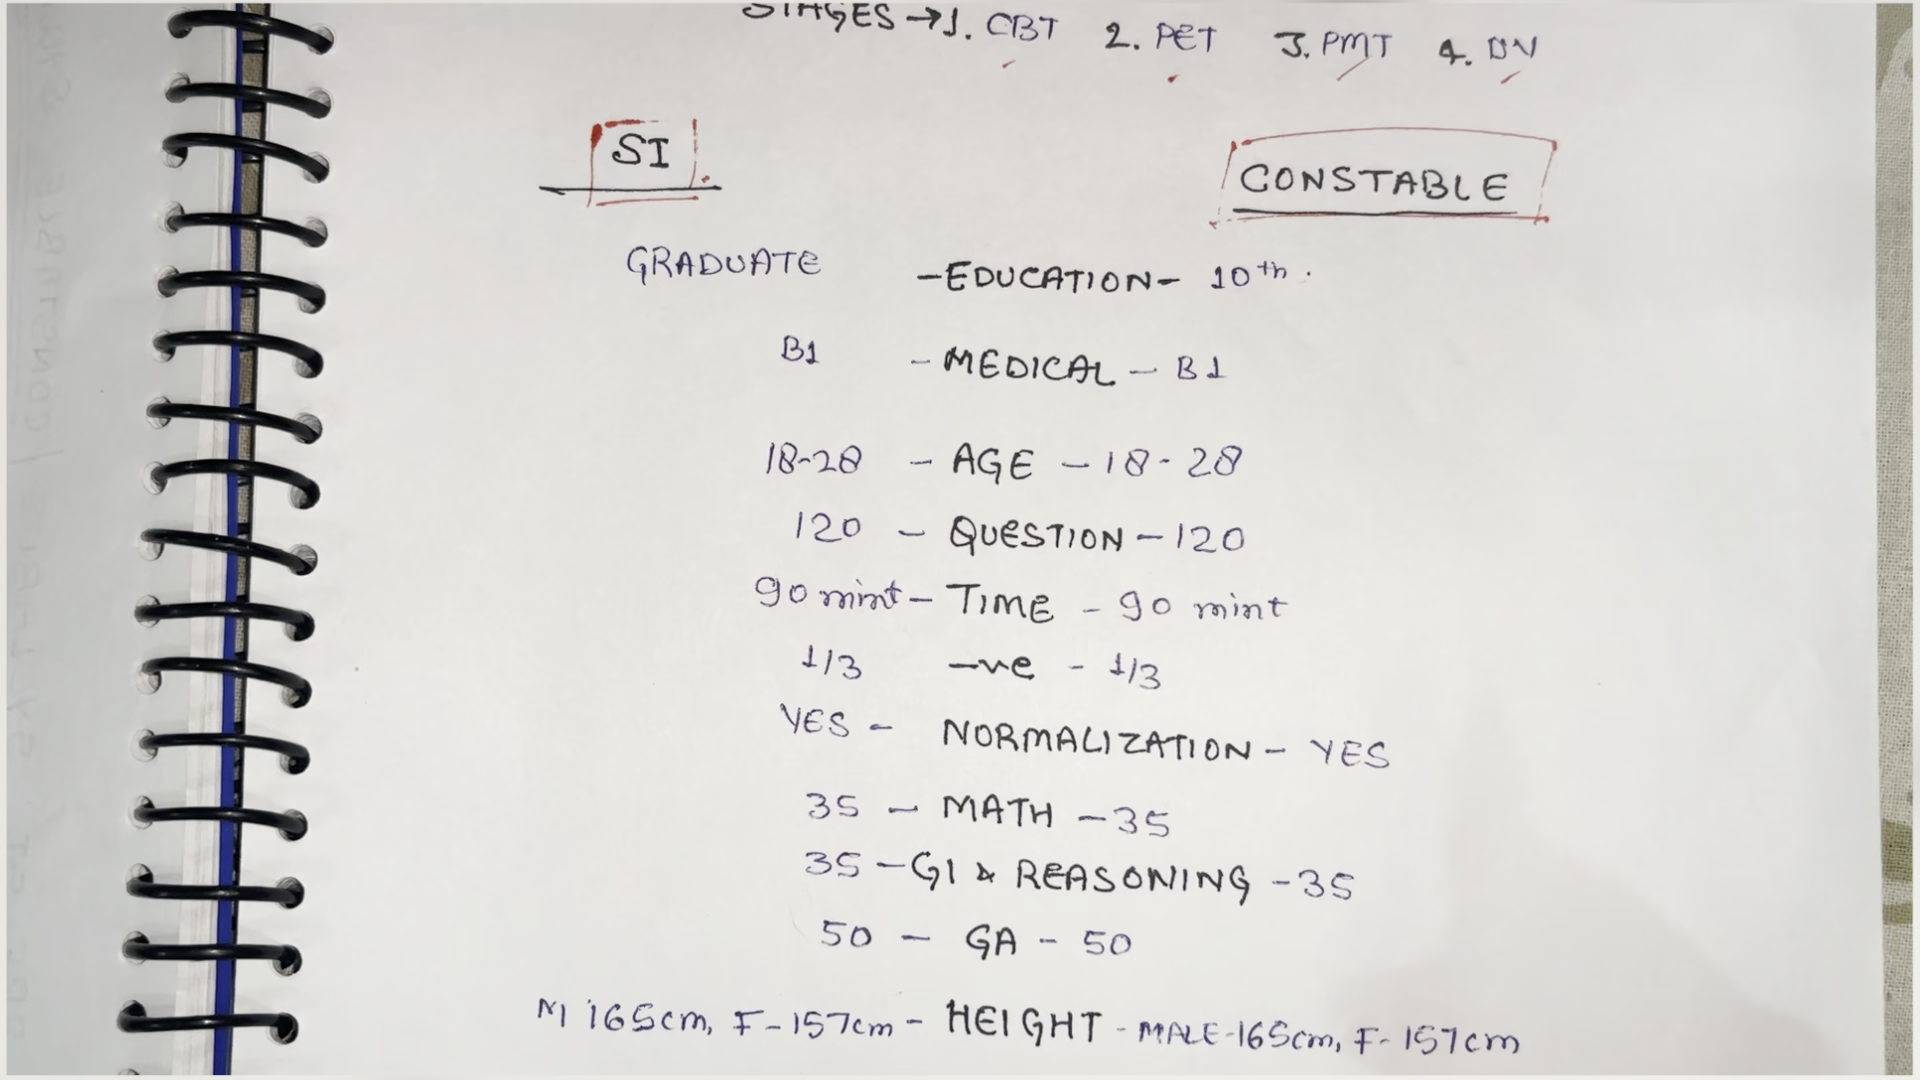 STAGES → 1. CBT 2. PET 3. PMT 4. DV
SI CONSTABLE
GRADUATE - EDUCATION - 10th.
B1 - MEDICAL - B1
18-28 - AGE - 18-28
120 - QUESTION - 120
90 mint - TIME - 90 mint
1/3 -ve - 1/3
YES - NORMALIZATION - YES
35 - MATH - 35
35 - GI & REASONING - 35
50 - GA - 50
M 165cm, F-157cm - HEIGHT - MALE-165cm, F-157cm